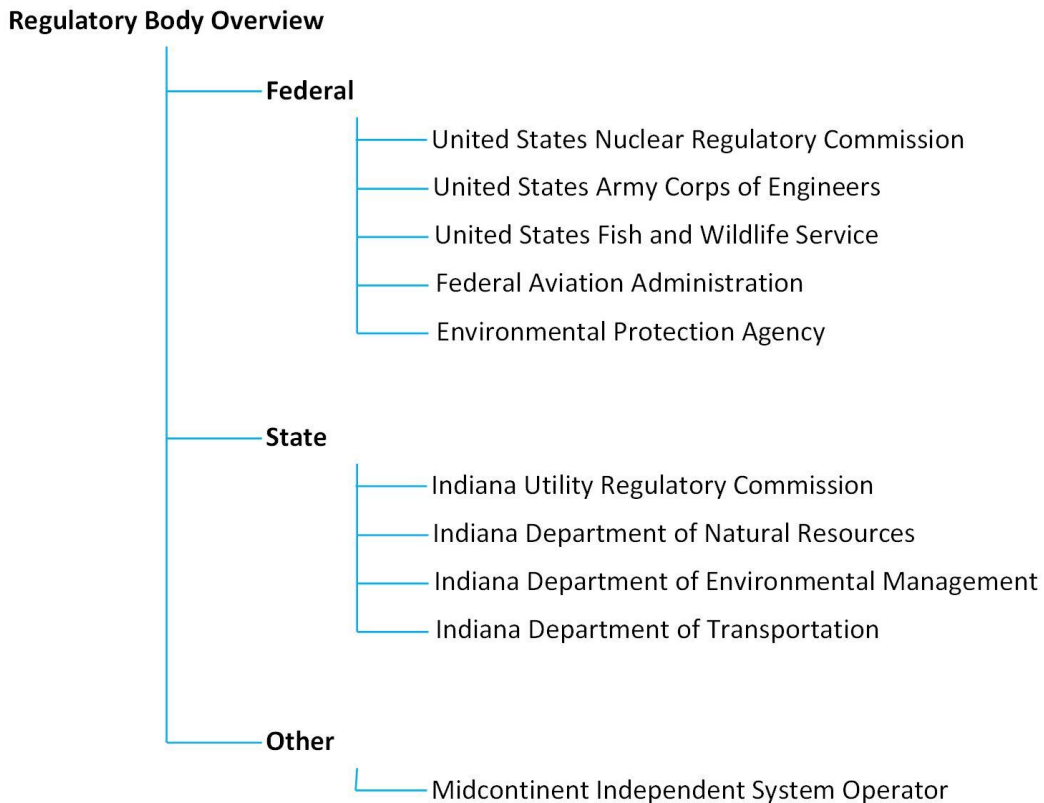 Regulatory Body Overview
Federal
United States Nuclear Regulatory Commission
United States Army Corps of Engineers
United States Fish and Wildlife Service
Federal Aviation Administration
Environmental Protection Agency
State
Indiana Utility Regulatory Commission
Indiana Department of Natural Resources
Indiana Department of Environmental Management
Indiana Department of Transportation
Other
Midcontinent Independent System Operator